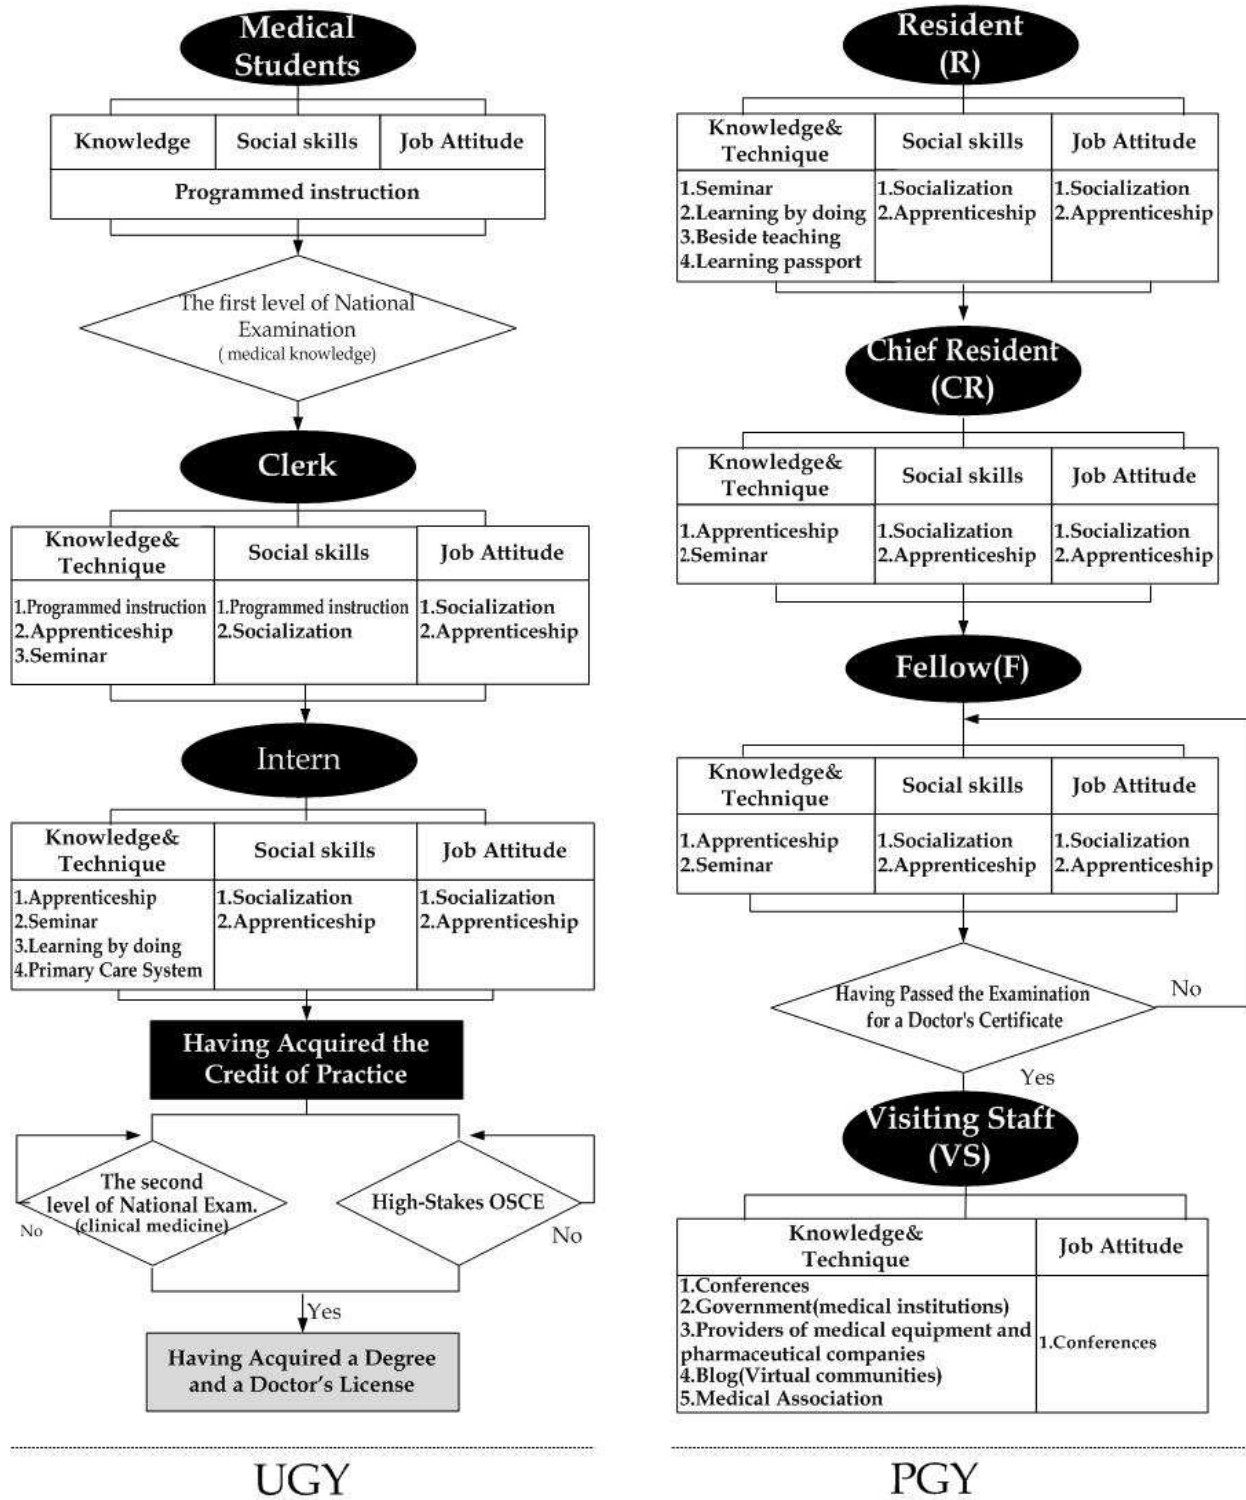 Medical
Students
Knowledge
Social skills
Job Attitude
Programmed instruction
The first level of National
Examination
( medical knowledge)
Clerk
Knowledge&
Technique
Social skills
Job Attitude
1.Programmed instruction
2.Apprenticeship
3.Seminar
1.Programmed instruction
2.Socialization
1.Socialization
2.Apprenticeship
Intern
Knowledge&
Technique
Social skills
Job Attitude
1.Apprenticeship
2.Seminar
3.Learning by doing
4.Primary Care System
1.Socialization
2.Apprenticeship
1.Socialization
2.Apprenticeship
Having Acquired the
Credit of Practice
The second
level of National Exam.
(clinical medicine)
No
High-Stakes OSCE
No
Yes
Having Acquired a Degree
and a Doctor's License
UGY
Resident
(R)
Knowledge&
Technique
Social skills
Job Attitude
1.Seminar
2.Learning by doing
3.Beside teaching
4.Learning passport
1.Socialization
2.Apprenticeship
1.Socialization
2.Apprenticeship
Chief Resident
(CR)
Knowledge&
Technique
Social skills
Job Attitude
1.Apprenticeship
2.Seminar
1.Socialization
2.Apprenticeship
1.Socialization
2.Apprenticeship
Fellow(F)
Knowledge&
Technique
Social skills
Job Attitude
1.Apprenticeship
2.Seminar
1.Socialization
2.Apprenticeship
1.Socialization
2.Apprenticeship
Having Passed the Examination
for a Doctor's Certificate
No
Yes
Visiting Staff
(VS)
Knowledge&
Technique
Job Attitude
1.Conferences
2.Government(medical institutions)
3.Providers of medical equipment and
pharmaceutical companies
4.Blog(Virtual communities)
5.Medical Association
1.Conferences
PGY